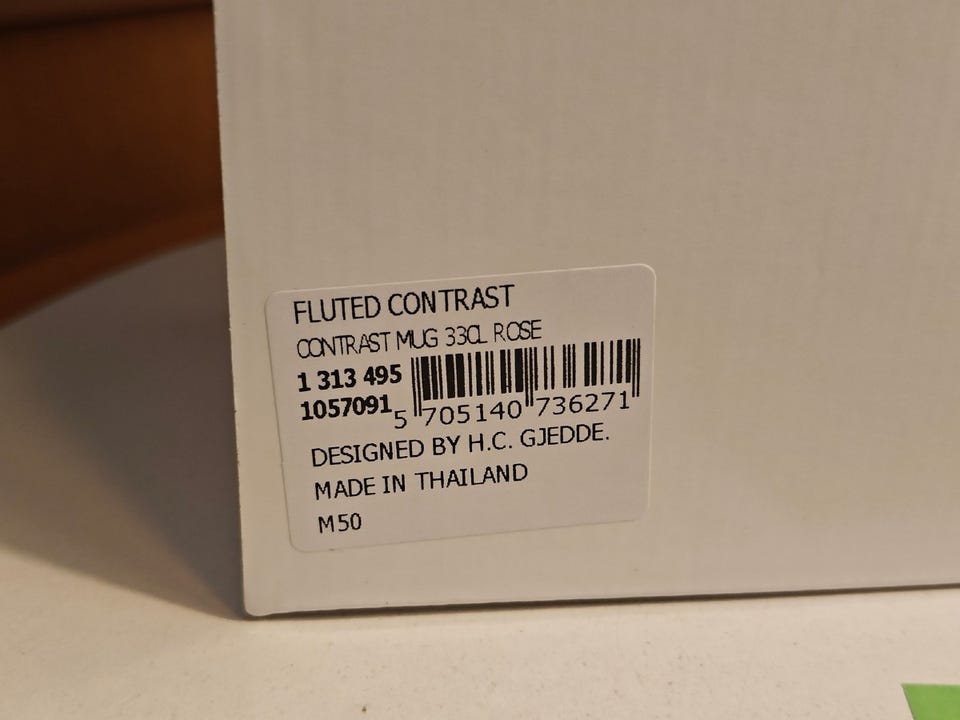 FLUTED CONTRAST
CONTRAST MUG 33CL ROSE
1 313 495
1057091
5 705140 736271
DESIGNED BY H.C. GJEDDE.
MADE IN THAILAND
M50